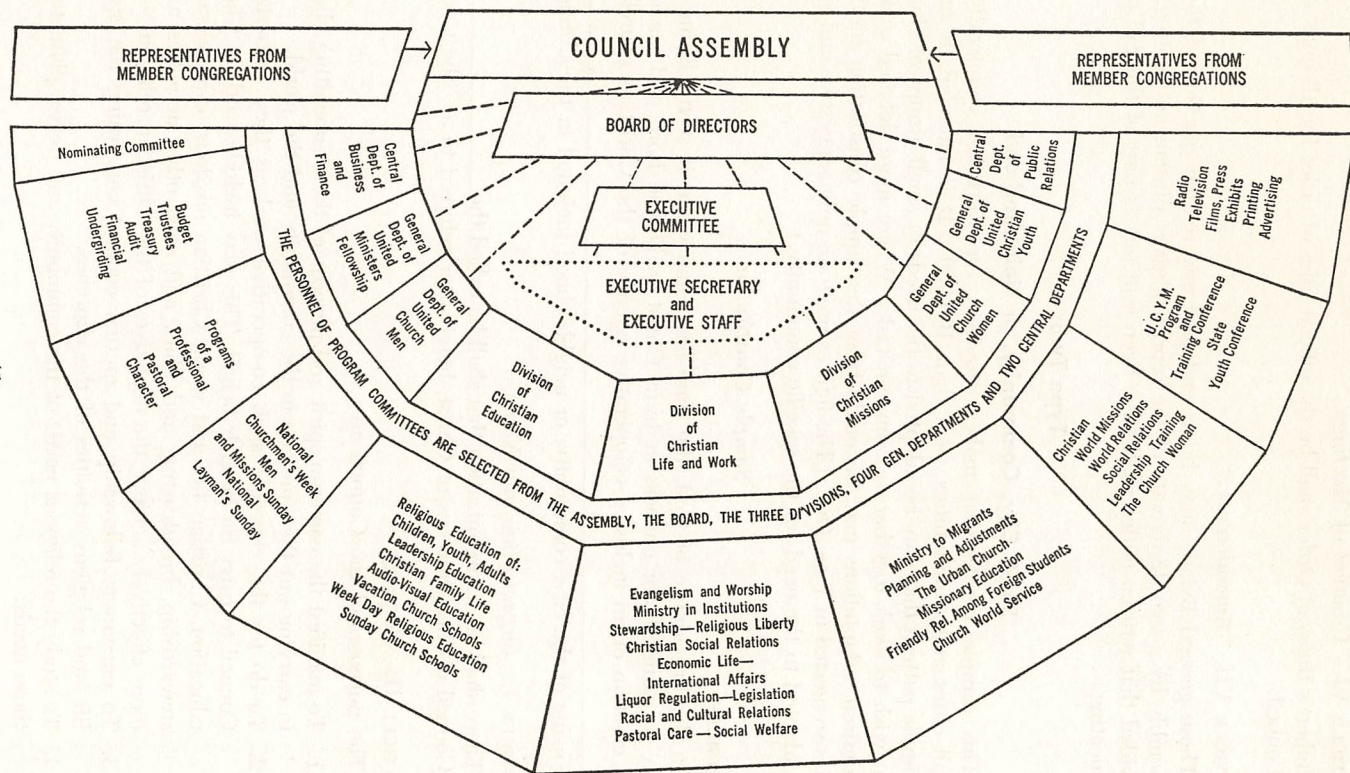 REPRESENTATIVES FROM
MEMBER CONGREGATIONS
COUNCIL ASSEMBLY
REPRESENTATIVES FROM
MEMBER CONGREGATIONS
BOARD OF DIRECTORS
EXECUTIVE
COMMITTEE
EXECUTIVE SECRETARY
and
EXECUTIVE STAFF
Central
Dept. of
Business
and
Finance
General
Dept. of
United
Ministers
Fellowship
General
Dept. of
United
Church
Men
Division
of
Christian
Education
Division
of
Christian
Life and Work
Division
of
Christian
Missions
General
Dept. of
United
Church
Women
General
Dept. of
United
Christian
Youth
Central
Dept.
of
Public
Relations
THE PERSONNEL OF PROGRAM COMMITTEES ARE SELECTED FROM THE ASSEMBLY, THE BOARD, THE THREE DIVISIONS, FOUR GEN. DEPARTMENTS AND TWO CENTRAL DEPARTMENTS
Nominating Committee
Budget
Trustees
Treasury
Audit
Financial
Undergirding
Programs
of a
Professional
and
Pastoral
Character
National
Churchmen's Week
Men
and Missions Sunday
National
Layman's Sunday
Religious Education of:
Children, Youth, Adults
Leadership Education
Christian Family Life
Audio-Visual Education
Vacation Church Schools
Week Day Religious Education
Sunday Church Schools
Evangelism and Worship
Ministry in Institutions
Stewardship—Religious Liberty
Christian Social Relations
Economic Life—
International Affairs
Liquor Regulation—Legislation
Racial and Cultural Relations
Pastoral Care — Social Welfare
Ministry to Migrants
Planning and Adjustments
The Urban Church
Missionary Education
Friendly Rel. Among Foreign Students
Church World Service
Christian
World Missions
World Relations
Social Relations
Leadership Training
The Church Woman
U. C. Y. M.
Program
and
Training Conference
State
Youth Conference
Radio
Television
Films, Press
Exhibits
Printing
Advertising